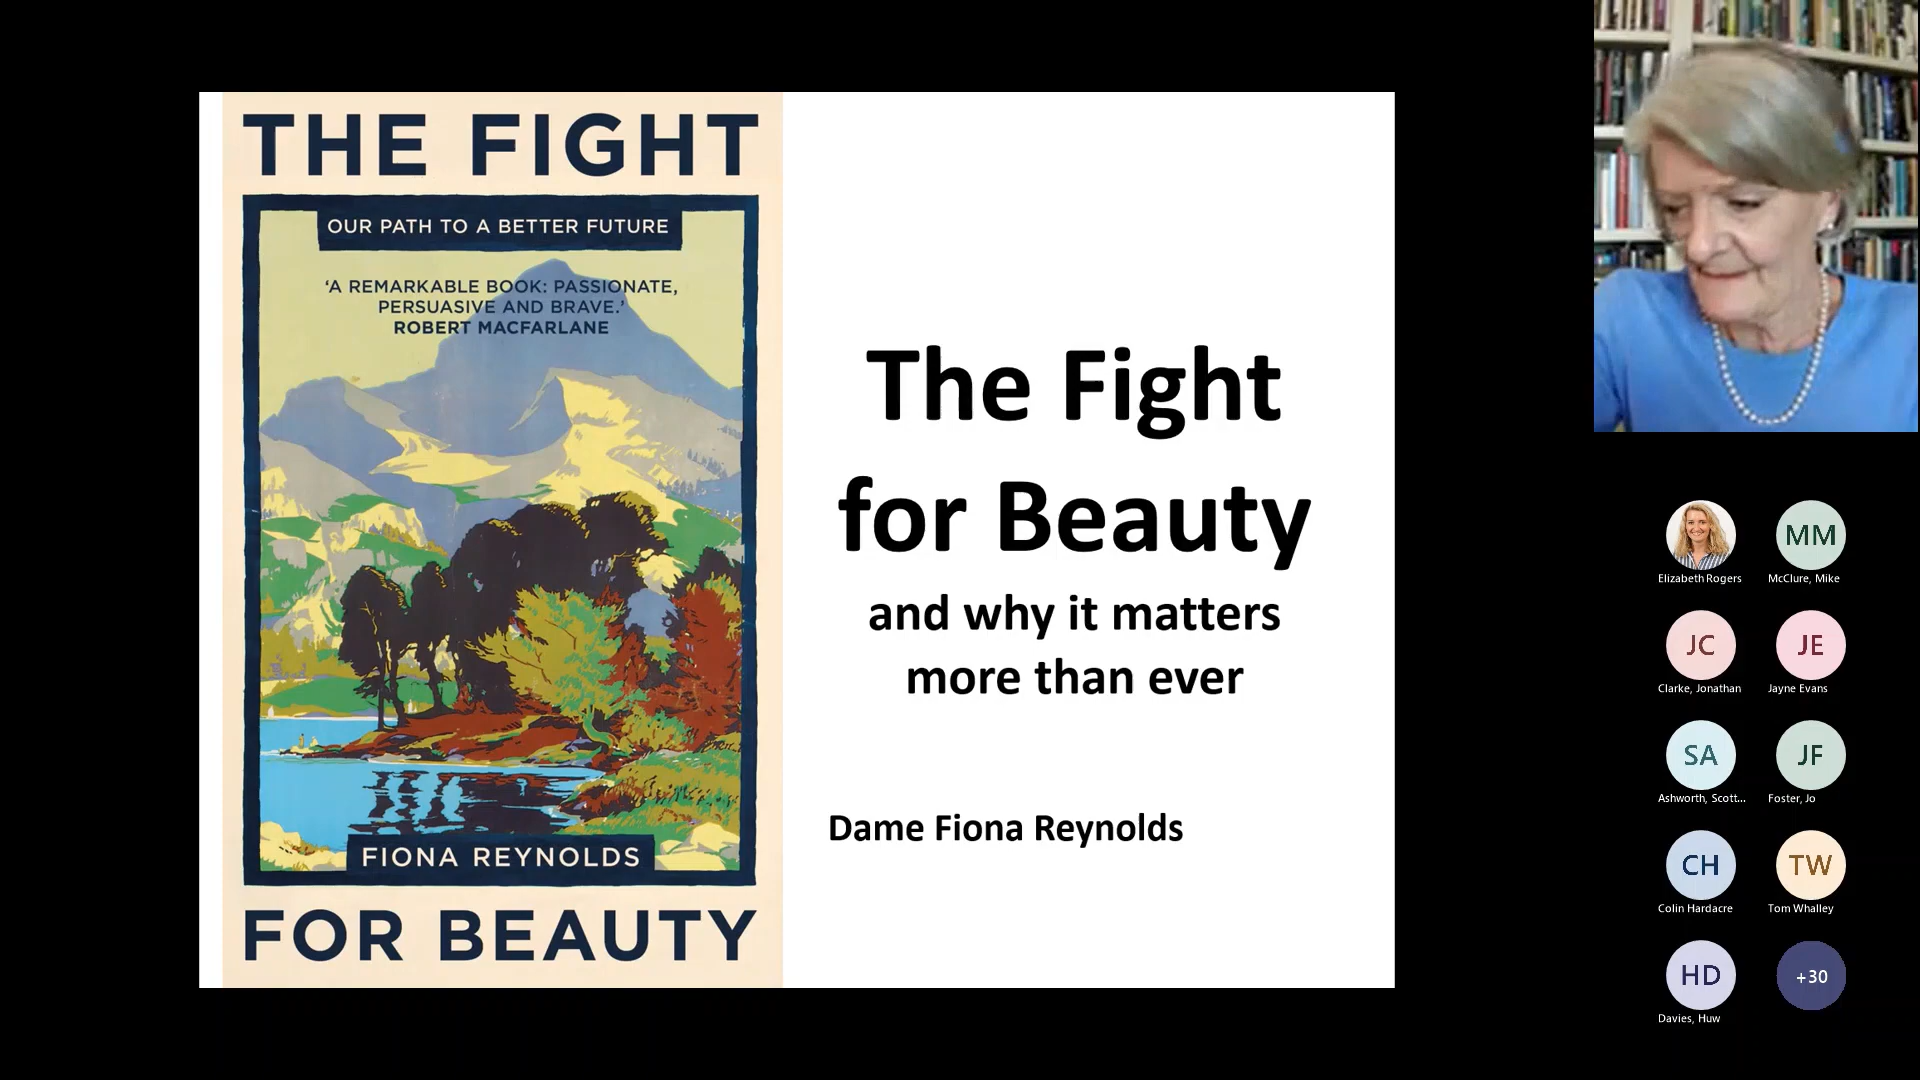 THE FIGHT
OUR PATH TO A BETTER FUTURE
‘A REMARKABLE BOOK: PASSIONATE,
PERSUASIVE AND BRAVE.’
ROBERT MACFARLANE
FIONA REYNOLDS
FOR BEAUTY
The Fight
for Beauty
and why it matters
more than ever
Dame Fiona Reynolds
Elizabeth Rogers
MM
McClure, Mike
JC
Clarke, Jonathan
JE
Jayne Evans
SA
Ashworth, Scott...
JF
Foster, Jo
CH
Colin Hardacre
TW
Tom Whalley
HD
Davies, Huw
+30